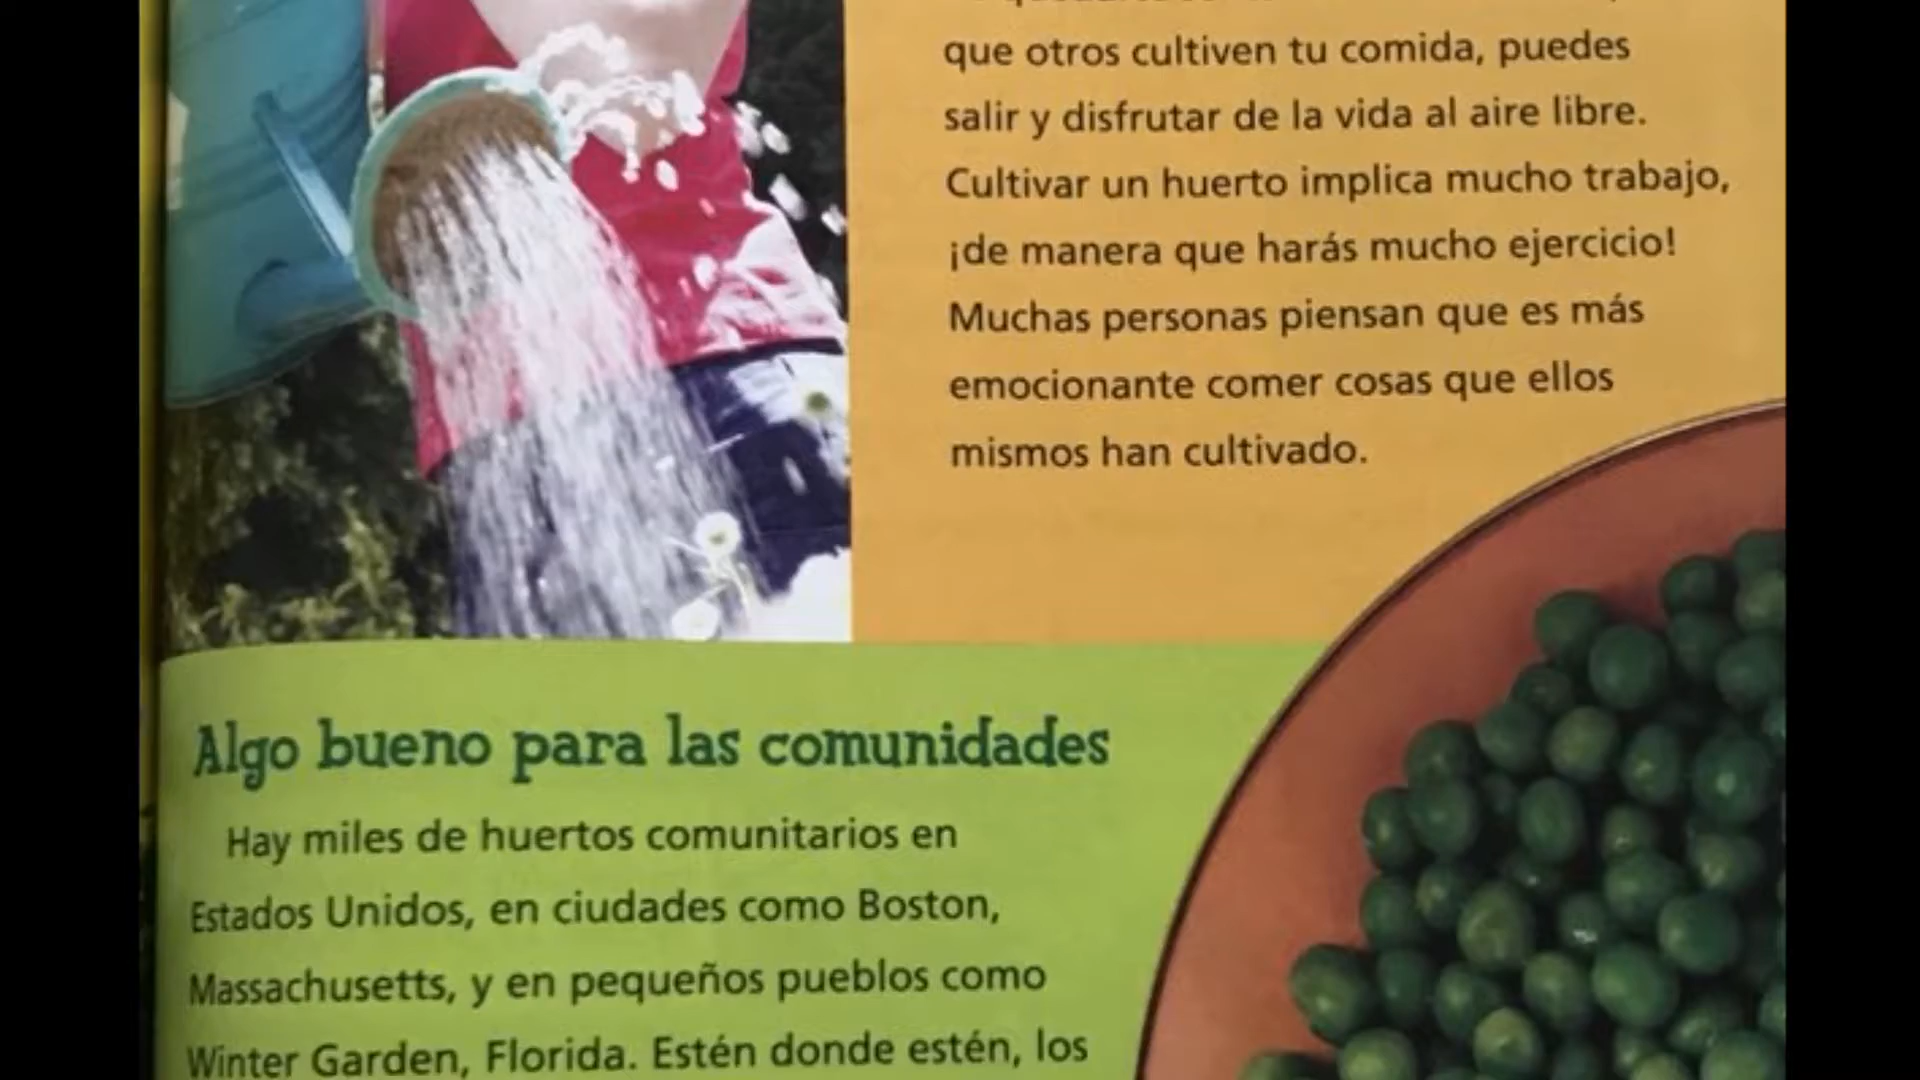 que otros cultiven tu comida, puedes
salir y disfrutar de la vida al aire libre.
Cultivar un huerto implica mucho trabajo,
¡de manera que harás mucho ejercicio!
Muchas personas piensan que es más
emocionante comer cosas que ellos
mismos han cultivado.
Algo bueno para las comunidades
Hay miles de huertos comunitarios en
Estados Unidos, en ciudades como Boston,
Massachusetts, y en pequeños pueblos como
Winter Garden, Florida. Estén donde estén, los